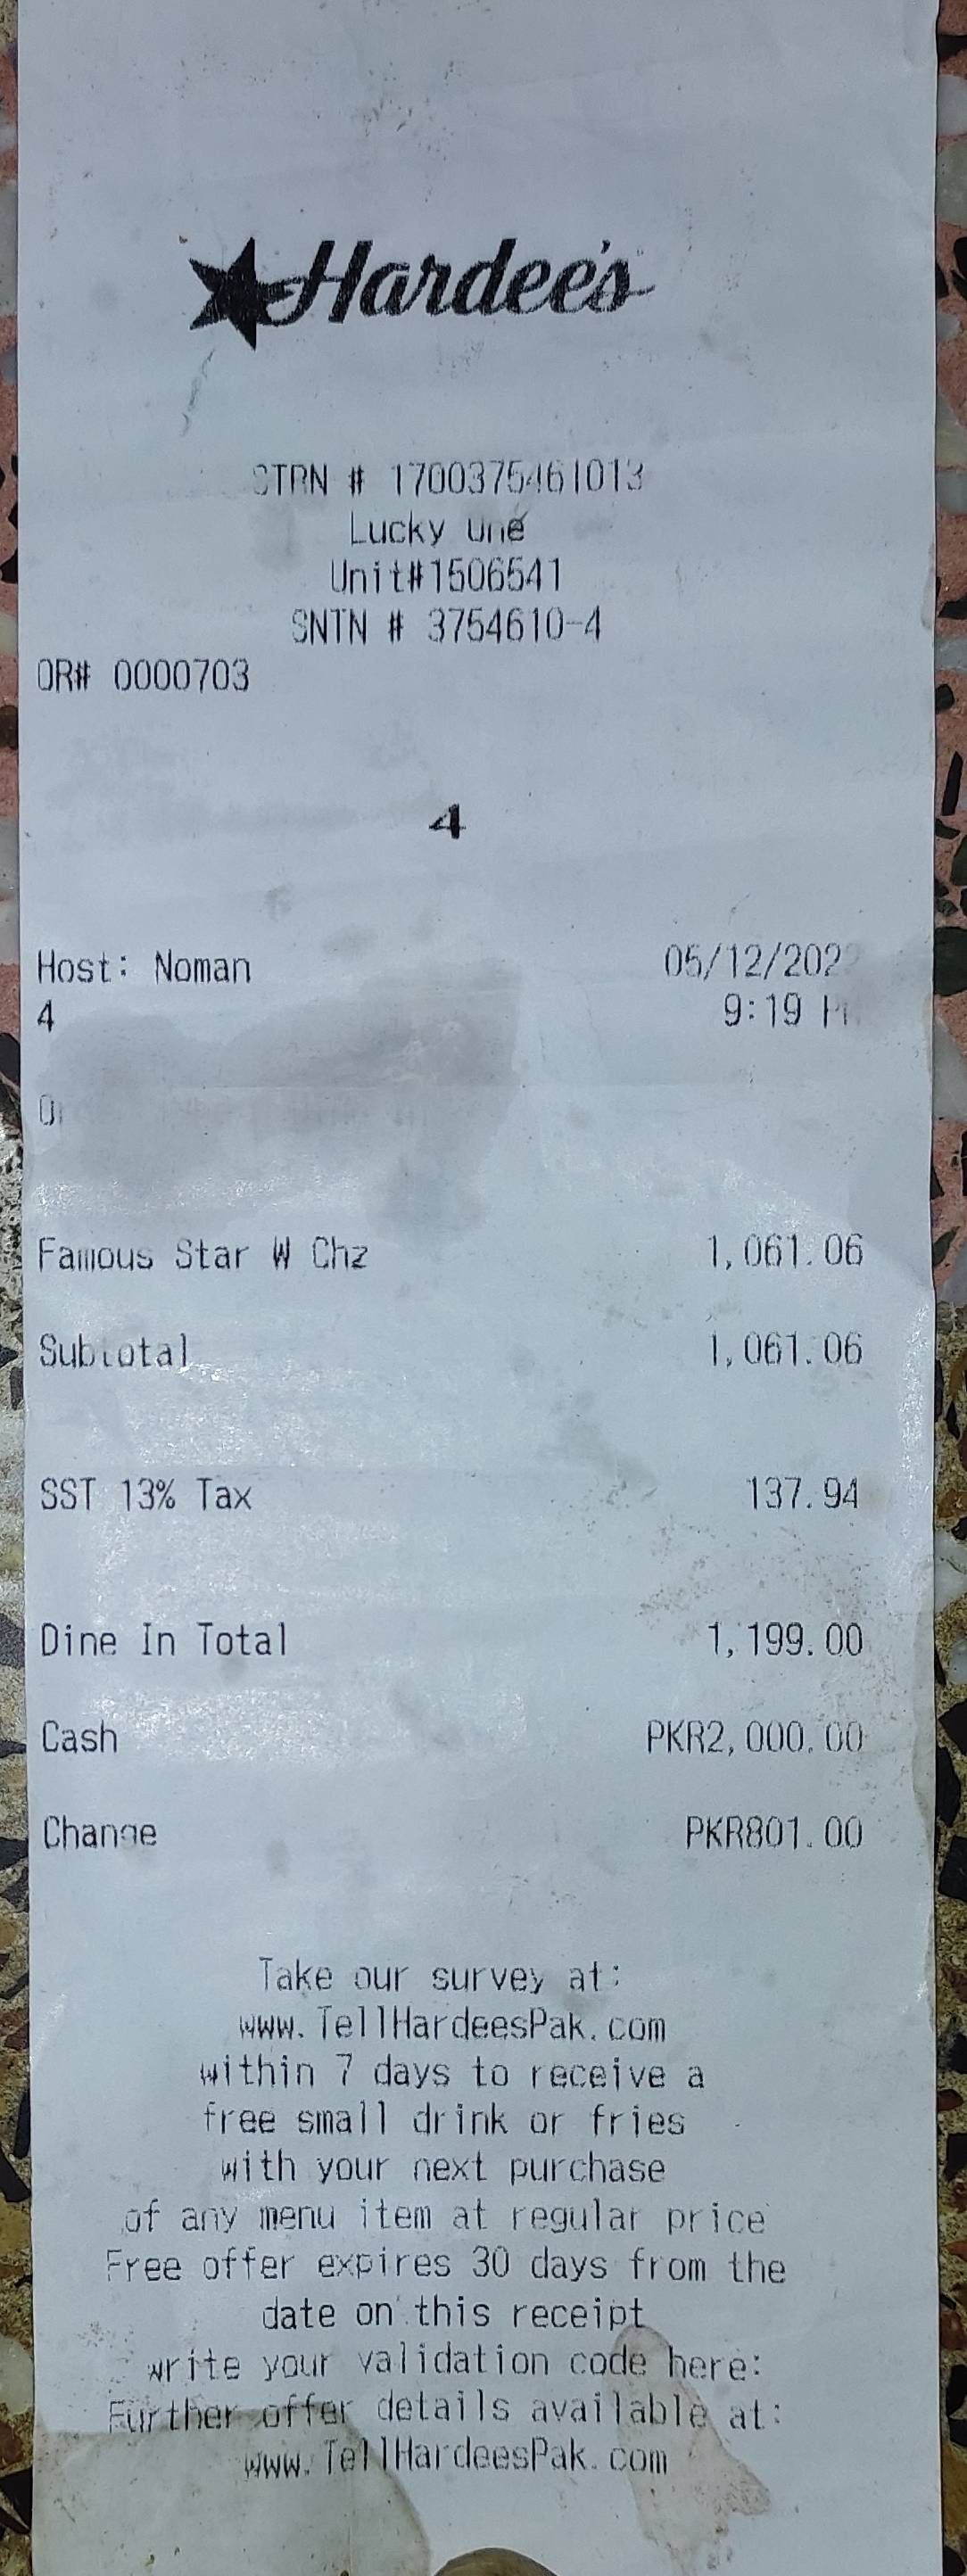 Hardee's
STRN # 1700375461013
Lucky One
Unit#1506541
SNTN # 3754610-4
OR# 0000703
4
Host: Noman 05/12/2022
4 9:19 PM
Famous Star W Chz 1,061.06
Subtotal 1,061.06
SST 13% Tax 137.94
Dine In Total 1,199.00
Cash PKR2,000.00
Change PKR801.00
Take our survey at:
www.TellHardeesPak.com
within 7 days to receive a
free small drink or fries
with your next purchase
of any menu item at regular price
Free offer expires 30 days from the
date on this receipt
write your validation code here:
Further offer details available at:
www.TellHardeesPak.com